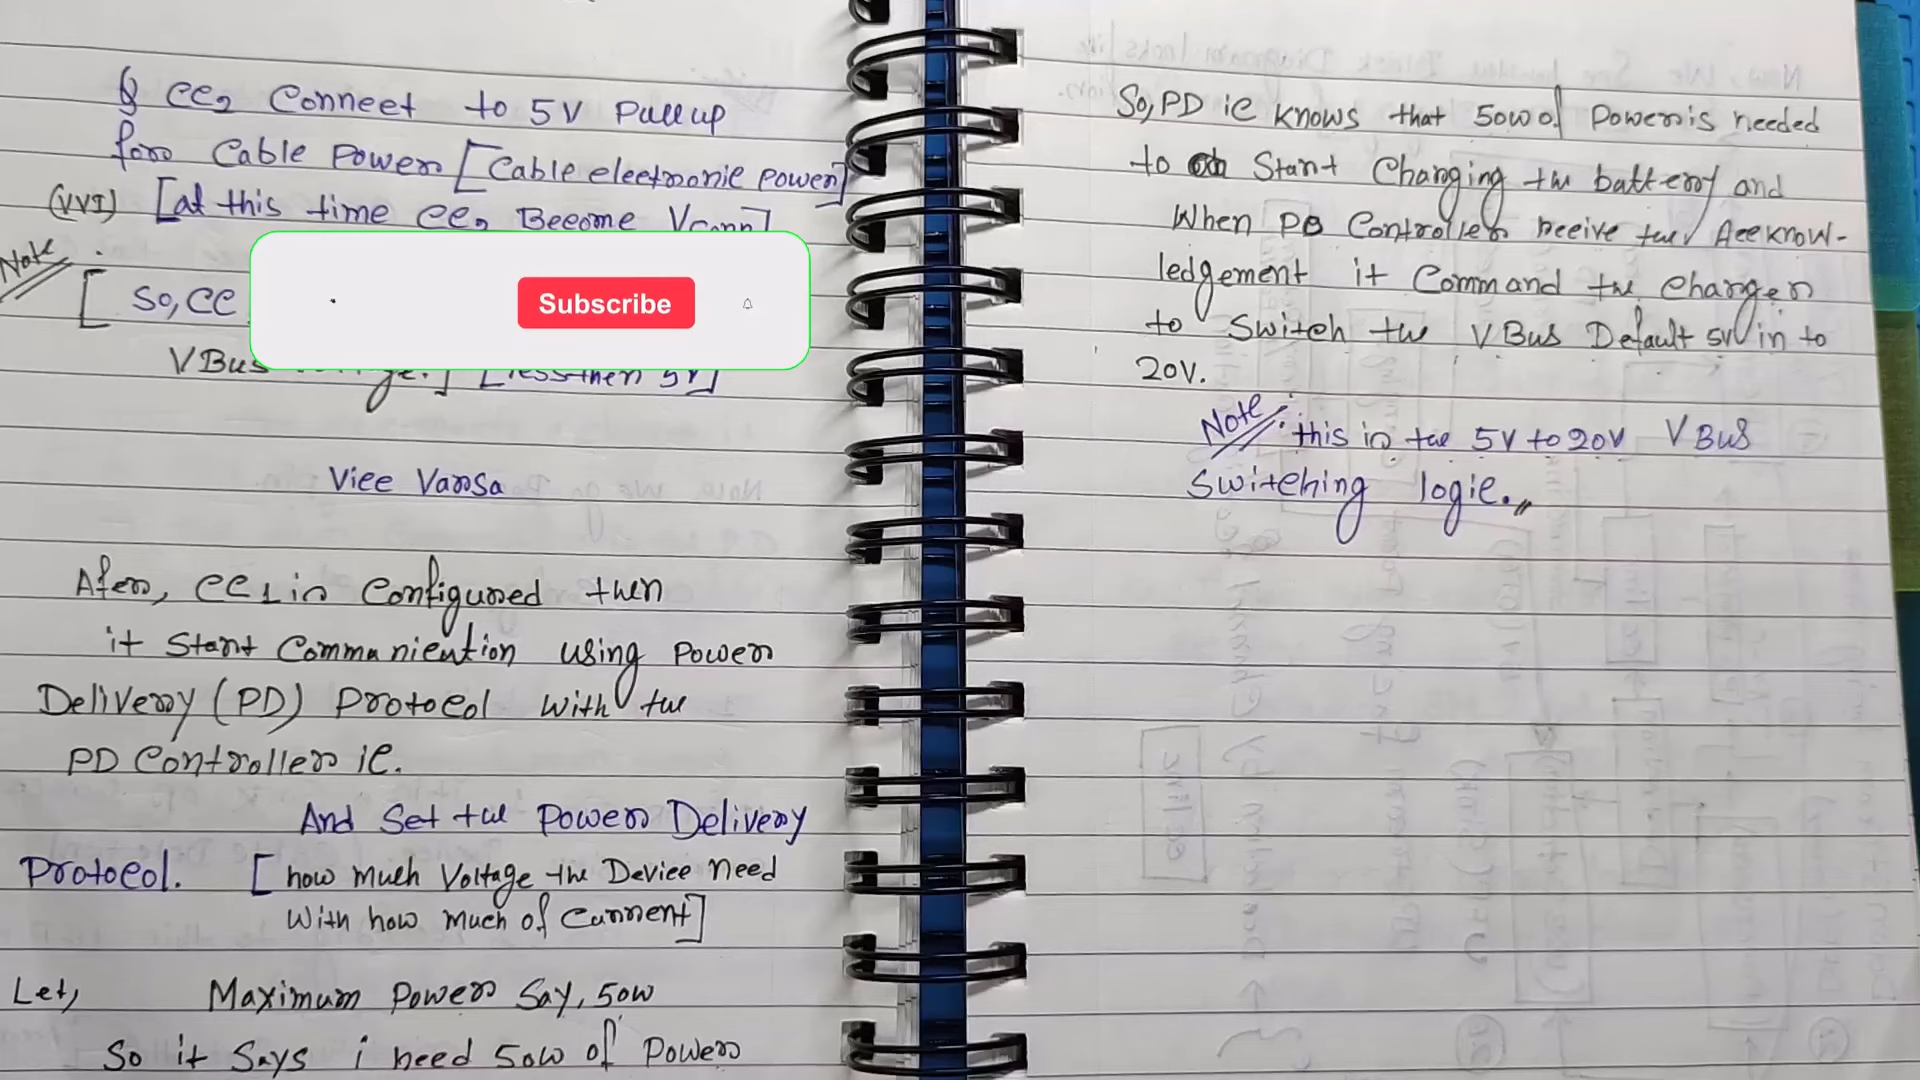 & CC2 Connect to 5V Pullup
for Cable Power [Cable electronic power]
(VVI) [at this time CC2 Become Vconn]
Note
[ So, CC
Subscribe
VBus [less then 5V]
Vice Varsa
After, CC1 is Configured then
it Start Communication using Power
Delivery (PD) Protocol with the
PD Controller ic.
And Set the Power Delivery
Protocol. [how much Voltage the Device need
With how much of Current]
Let, Maximum Power Say, 50W
So it Says i need 50W of Power
So, PD ic knows that 50W of Power is needed
to Start Charging the battery and
When PD Controller receive the Acknow-
ledgement it Command the Charger
to Switch the VBus Default 5V in to
20V.
Note: this is the 5V to 20V VBus
Switching logic.